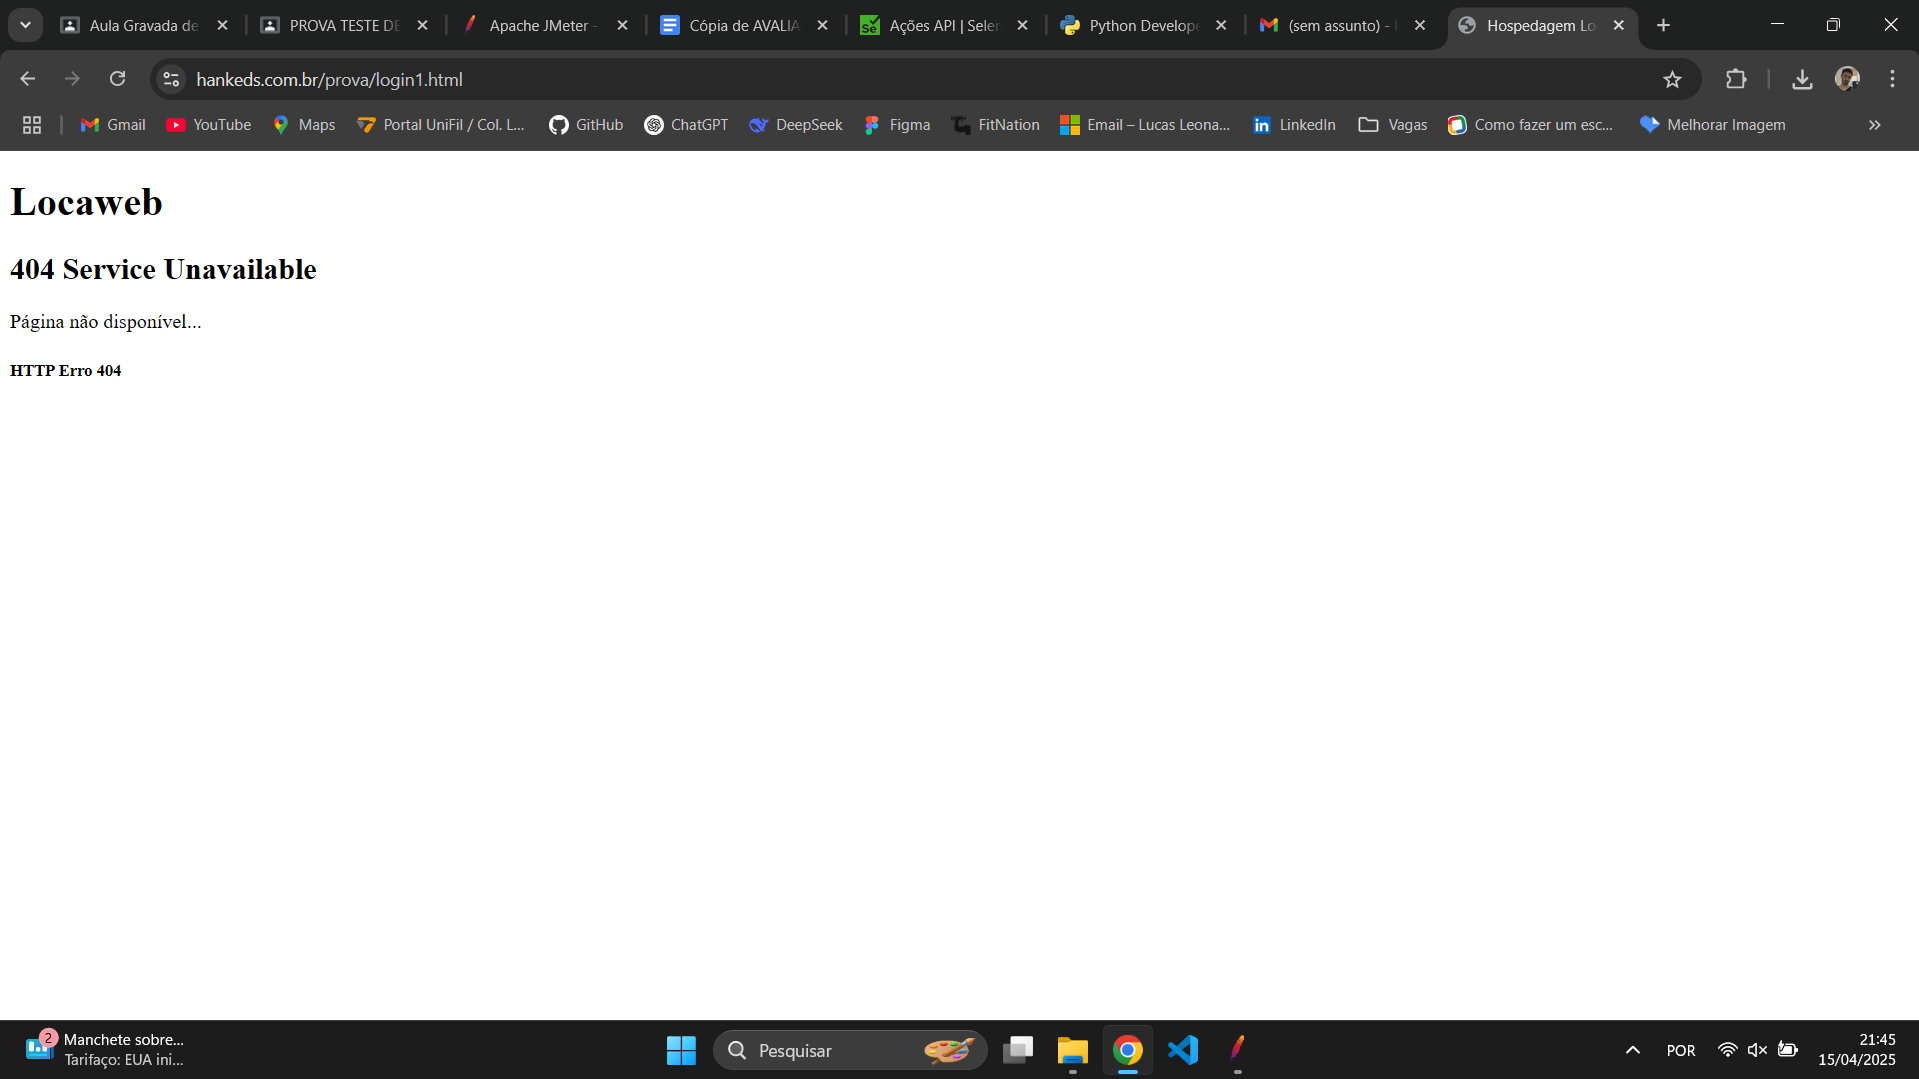 Aula Gravada de
PROVA TESTE DE
Apache JMeter -
Cópia de AVALIA
Ações API | Selen
Python Develope
(sem assunto) -
Hospedagem Lo
hankeds.com.br/prova/login1.html
Gmail
YouTube
Maps
Portal UniFil / Col. L...
GitHub
ChatGPT
DeepSeek
Figma
FitNation
Email – Lucas Leona...
LinkedIn
Vagas
Como fazer um esc...
Melhorar Imagem
Locaweb
404 Service Unavailable
Página não disponível...
HTTP Erro 404
2
Manchete sobre...
Tarifaço: EUA ini...
Pesquisar
POR
21:45
15/04/2025